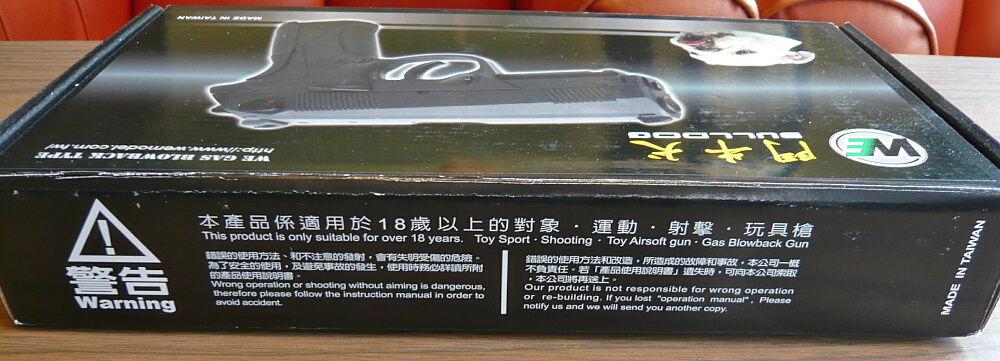 MADE IN TAIWAN
WE
鬥牛犬
BULLDOG
WE GAS BLOWBACK TYPE
http://www.wemodel.com.tw/
警告
Warning
本產品係適用於18歲以上的對象・運動・射擊・玩具槍
This product is only suitable for over 18 years. Toy Sport · Shooting · Toy Airsoft gun · Gas Blowback Gun
錯誤的使用方法、和不注意的發射，會有失明受傷的危險。
為了安全的使用，及避免事故的發生，使用時務必詳讀所附
的產品使用說明書。
Wrong operation or shooting without aiming is dangerous,
therefore please follow the instruction manual in order to
avoid accident.
錯誤的使用方法和改造，所造成的故障和事故，本公司一概
不負責任。若「產品使用說明書」遺失時，可向本公司索取
，本公司將再送上。
Our product is not responsible for wrong operation
or re-building. If you lost "operation manual", Please
notify us and we will send you another copy.
MADE IN TAIWAN